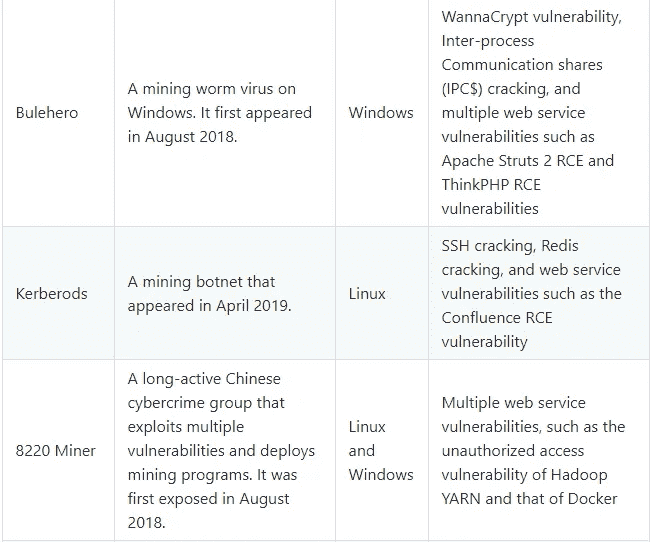 Bulehero
A mining worm virus on
Windows. It first appeared
in August 2018.
Windows
WannaCrypt vulnerability,
Inter-process
Communication shares
(IPC$) cracking, and
multiple web service
vulnerabilities such as
Apache Struts 2 RCE and
ThinkPHP RCE
vulnerabilities
Kerberods
A mining botnet that
appeared in April 2019.
Linux
SSH cracking, Redis
cracking, and web service
vulnerabilities such as the
Confluence RCE
vulnerability
8220 Miner
A long-active Chinese
cybercrime group that
exploits multiple
vulnerabilities and deploys
mining programs. It was
first exposed in August
2018.
Linux
and
Windows
Multiple web service
vulnerabilities, such as the
unauthorized access
vulnerability of Hadoop
YARN and that of Docker